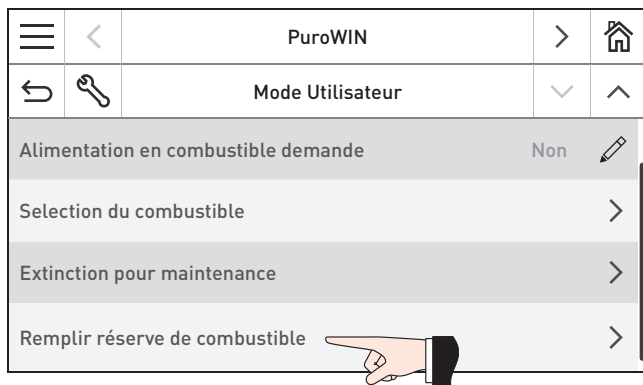 PuroWIN
Mode Utilisateur
Alimentation en combustible demande Non
Selection du combustible
Extinction pour maintenance
Remplir réserve de combustible